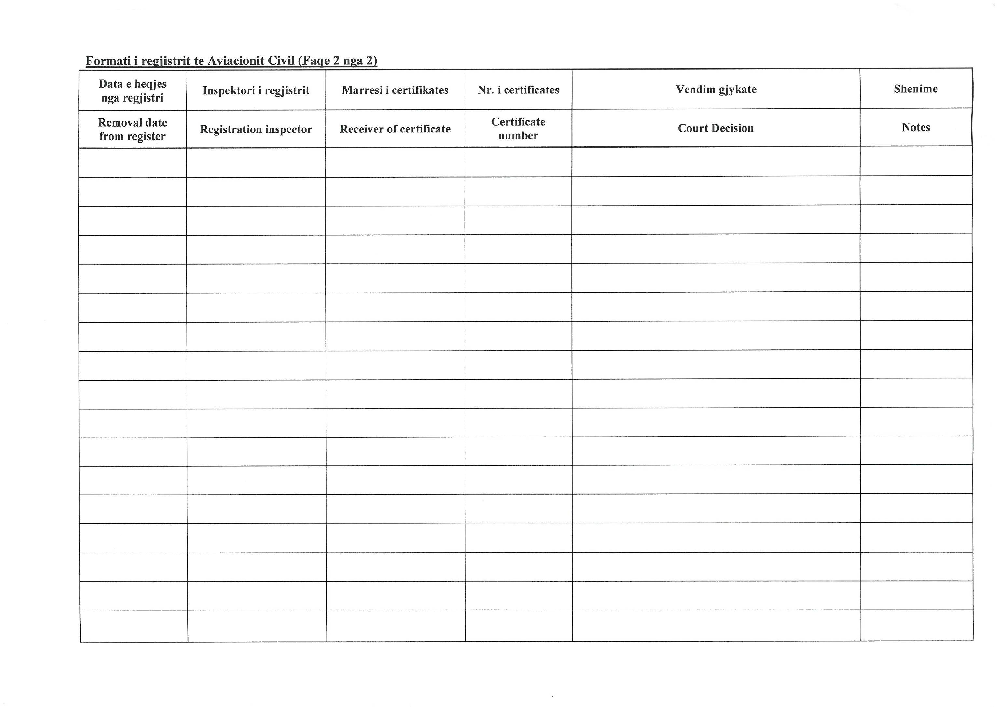 Formati i regjistrit te Aviacionit Civil (Faqe 2 nga 2)
Data e heqjes
nga regjistri
Inspektori i regjistrit
Marresi i certifikates
Nr. i certificates
Vendim gjykate
Shenime
Removal date
from register
Registration inspector
Receiver of certificate
Certificate
number
Court Decision
Notes